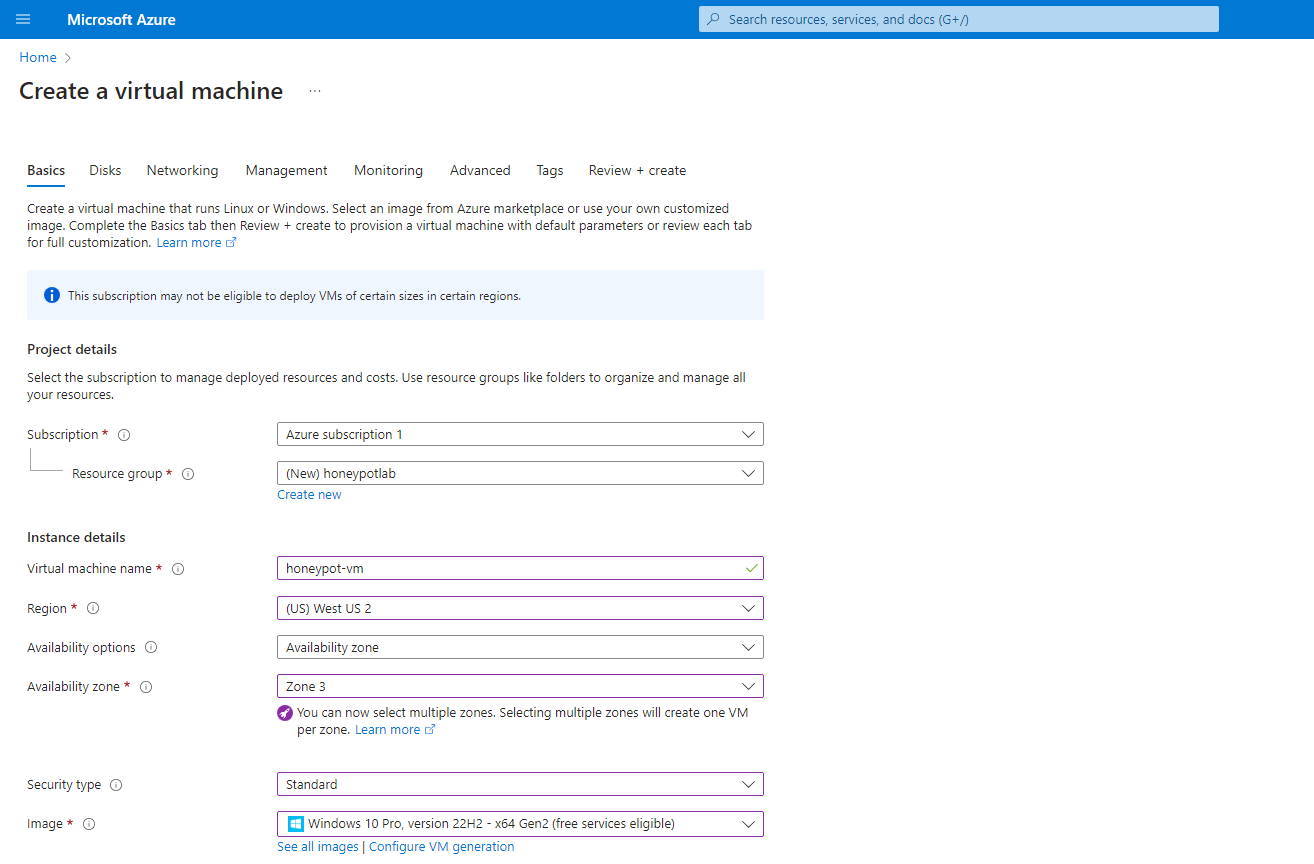 Microsoft Azure
Search resources, services, and docs (G+/)
Home
Create a virtual machine
Basics Disks Networking Management Monitoring Advanced Tags Review + create
Create a virtual machine that runs Linux or Windows. Select an image from Azure marketplace or use your own customized
image. Complete the Basics tab then Review + create to provision a virtual machine with default parameters or review each tab
for full customization. Learn more
This subscription may not be eligible to deploy VMs of certain sizes in certain regions.
Project details
Select the subscription to manage deployed resources and costs. Use resource groups like folders to organize and manage all
your resources.
Subscription * Azure subscription 1
Resource group * (New) honeypotlab
Create new
Instance details
Virtual machine name * honeypot-vm
Region * (US) West US 2
Availability options Availability zone
Availability zone * Zone 3
You can now select multiple zones. Selecting multiple zones will create one VM
per zone. Learn more
Security type Standard
Image * Windows 10 Pro, version 22H2 - x64 Gen2 (free services eligible)
See all images | Configure VM generation